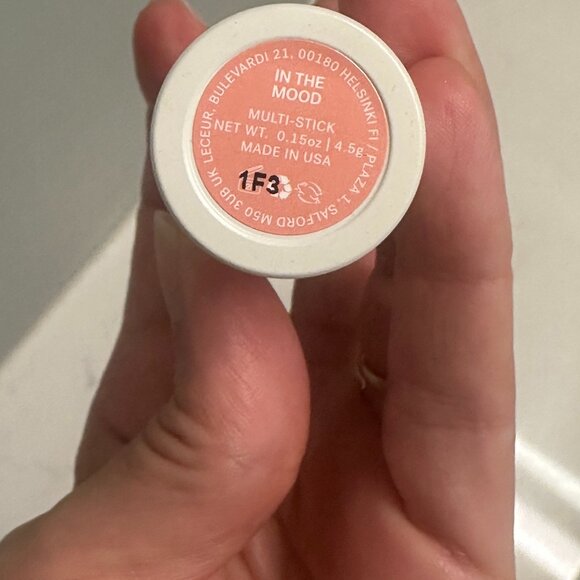 IN THE
MOOD
MULTI-STICK
NET WT. 0.15oz | 4.5g
MADE IN USA
1F3
LECEUR, BULEVARDI 21, 00180 HELSINKI FI / PLAZA 1, SALFORD M50 3UB UK